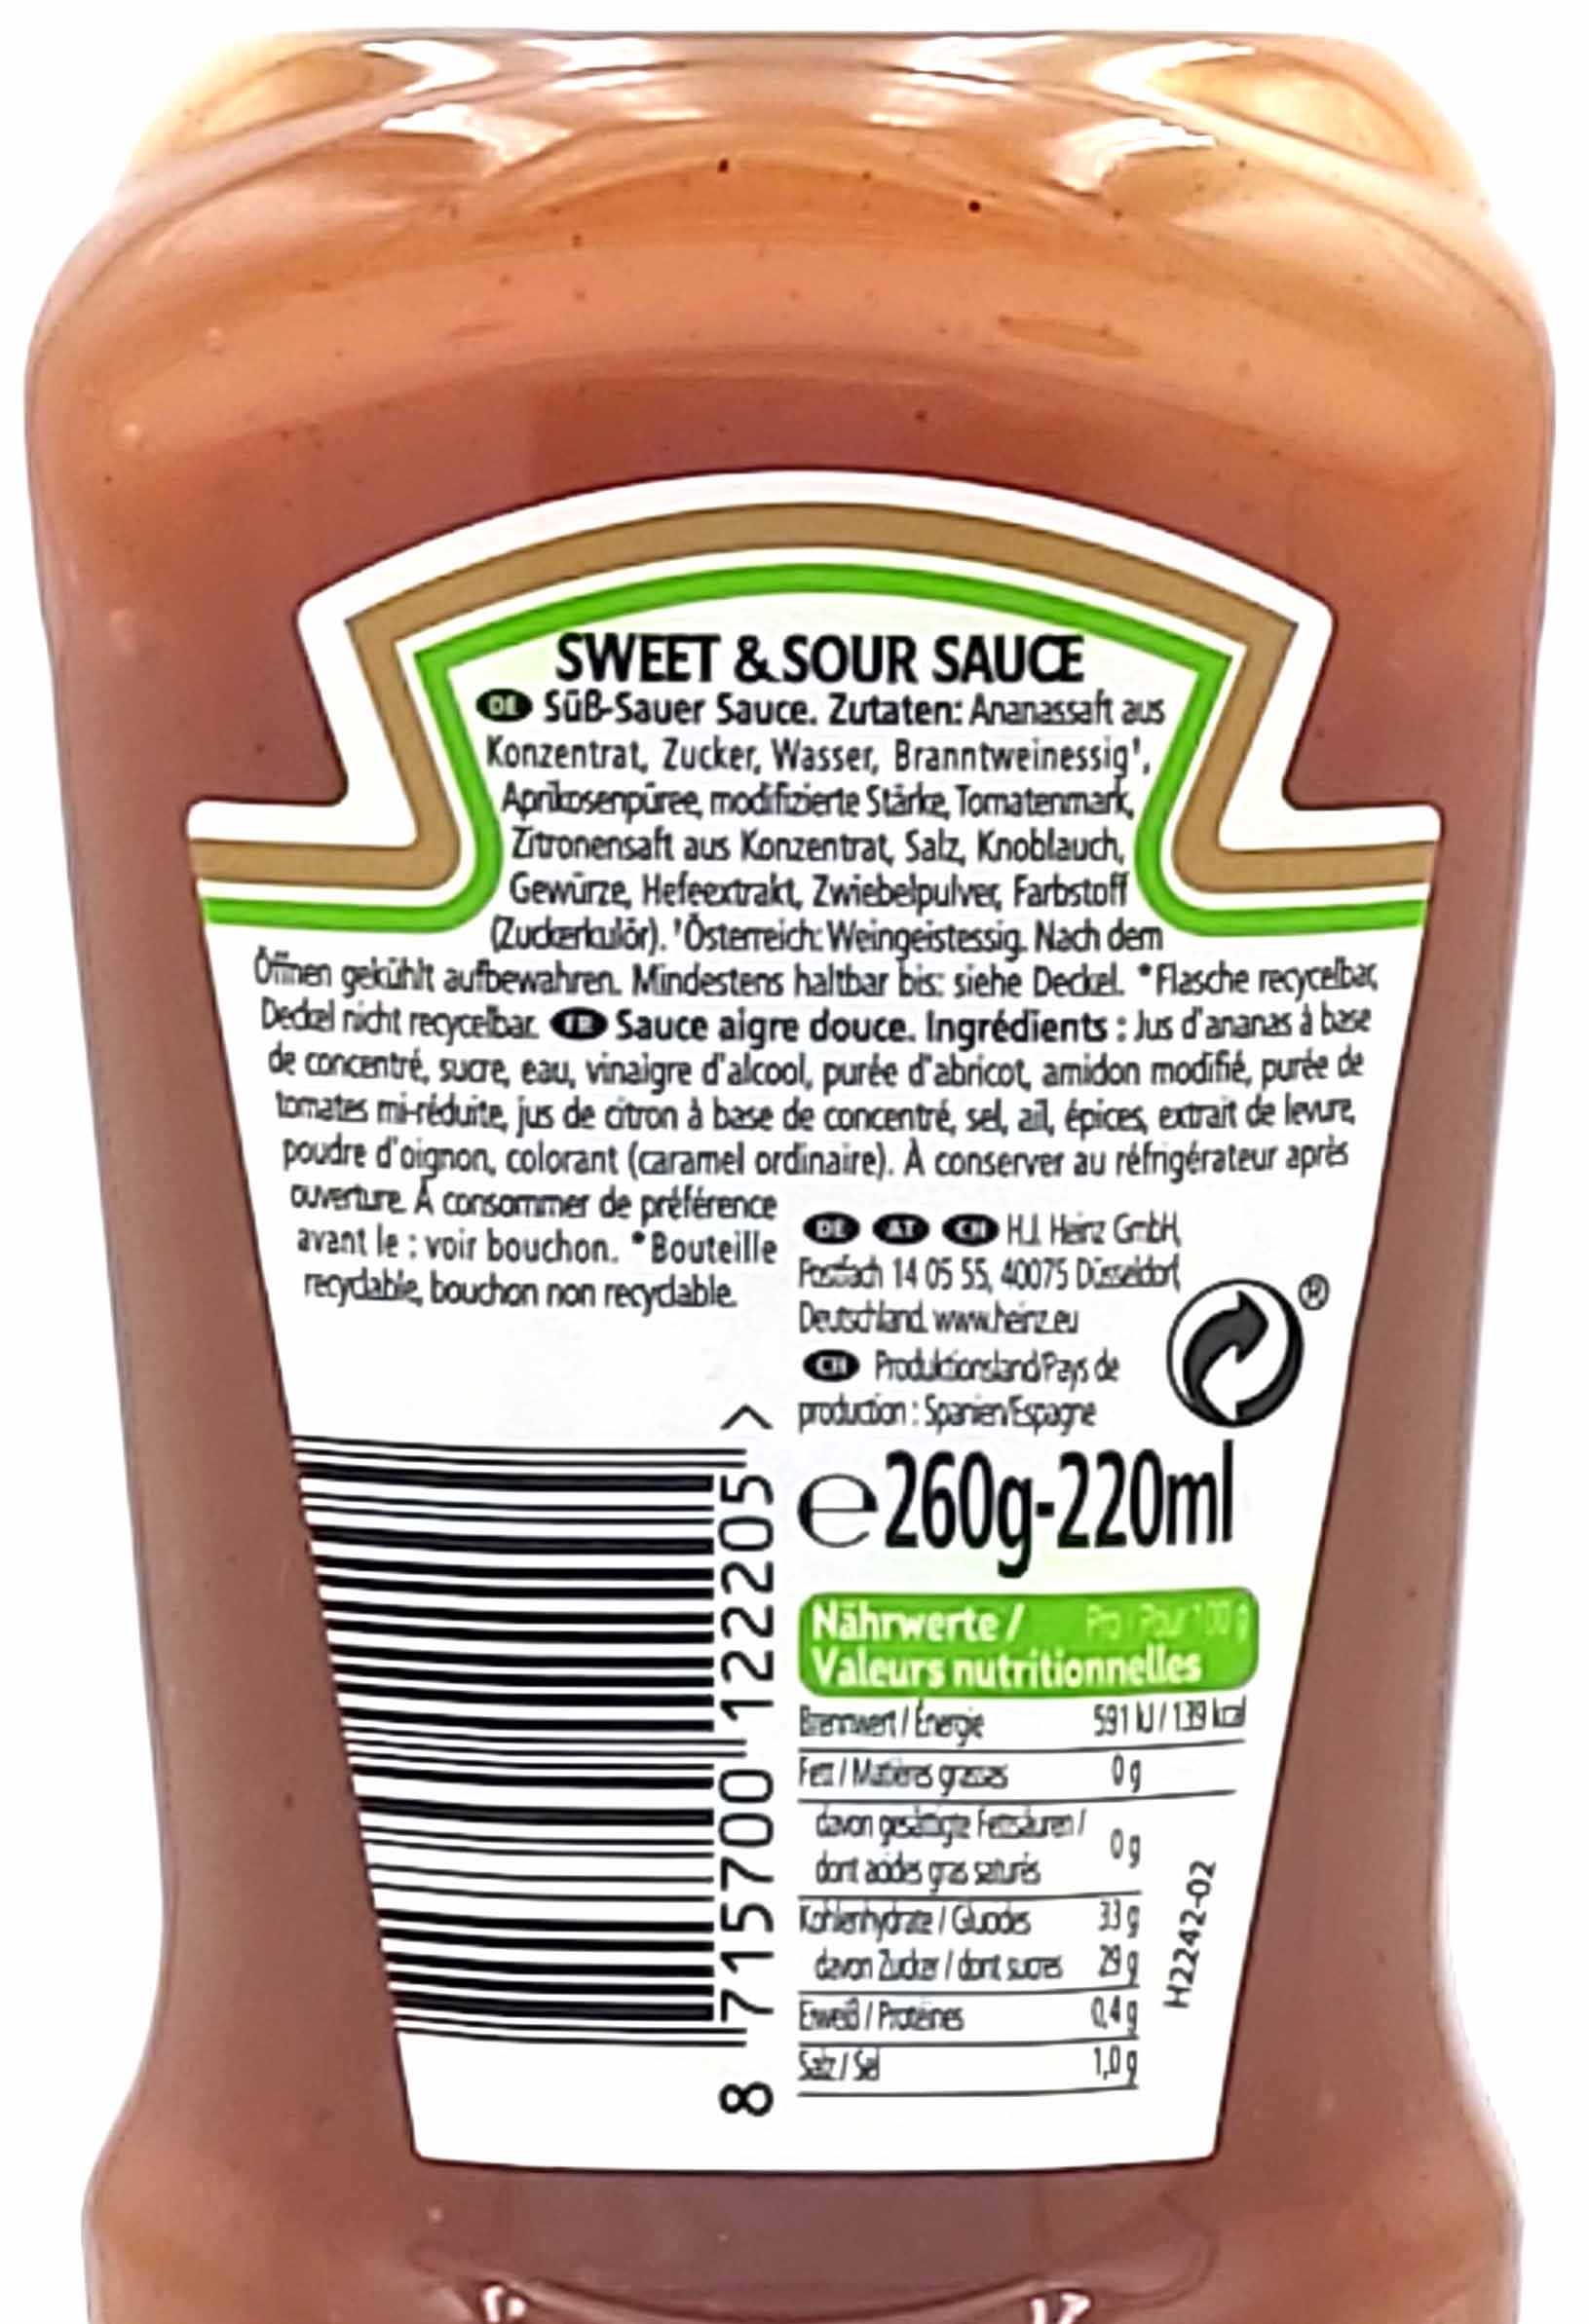 SWEET & SOUR SAUCE
DE Süß-Sauer Sauce. Zutaten: Ananassaft aus
Konzentrat, Zucker, Wasser, Branntweinessig¹,
Aprikosenpüree, modifizierte Stärke, Tomatenmark,
Zitronensaft aus Konzentrat, Salz, Knoblauch,
Gewürze, Hefeextrakt, Zwiebelpulver, Farbstoff
(Zuckerkulör). ¹Österreich: Weingeistessig. Nach dem
Öffnen gekühlt aufbewahren. Mindestens haltbar bis: siehe Deckel. *Flasche recycelbar,
Deckel nicht recycelbar. FR Sauce aigre douce. Ingrédients : Jus d'ananas à base
de concentré, sucre, eau, vinaigre d'alcool, purée d'abricot, amidon modifié, purée de
tomates mi-réduite, jus de citron à base de concentré, sel, ail, épices, extrait de levure,
poudre d'oignon, colorant (caramel ordinaire). À conserver au réfrigérateur après
ouverture. À consommer de préférence
avant le : voir bouchon. *Bouteille
recyclable, bouchon non recyclable.
DE AT CH H.J. Heinz GmbH,
Postfach 14 05 55, 40075 Düsseldorf,
Deutschland. www.heinz.eu
CH Produktionsland/Pays de
production : Spanien/Espagne
®
e260g-220ml
8 715700 122205 >
Nährwerte / Pro / Pour 100 g
Valeurs nutritionnelles
Brennwert / Énergie 591 kJ / 139 kcal
Fett / Matières grasses 0 g
davon gesättigte Fettsäuren /
dont acides gras saturés 0 g
Kohlenhydrate / Glucides 33 g
davon Zucker / dont sucres 29 g
Eiweiß / Protéines 0,4 g
Salz / Sel 1,0 g
H2242-02